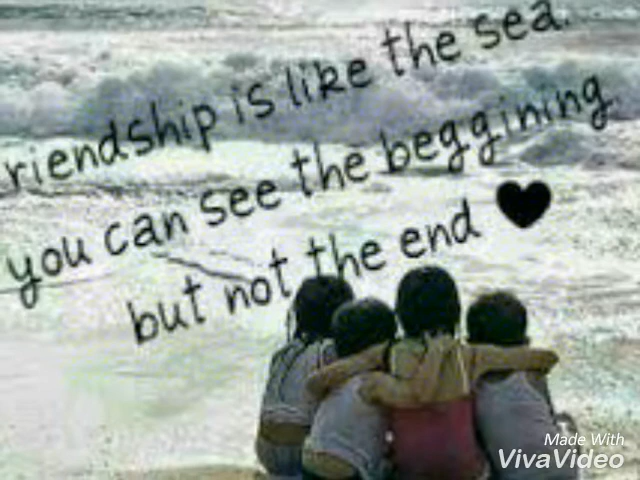 riendship is like the sea.
you can see the beggining
but not the end ♥
Made With
VivaVideo